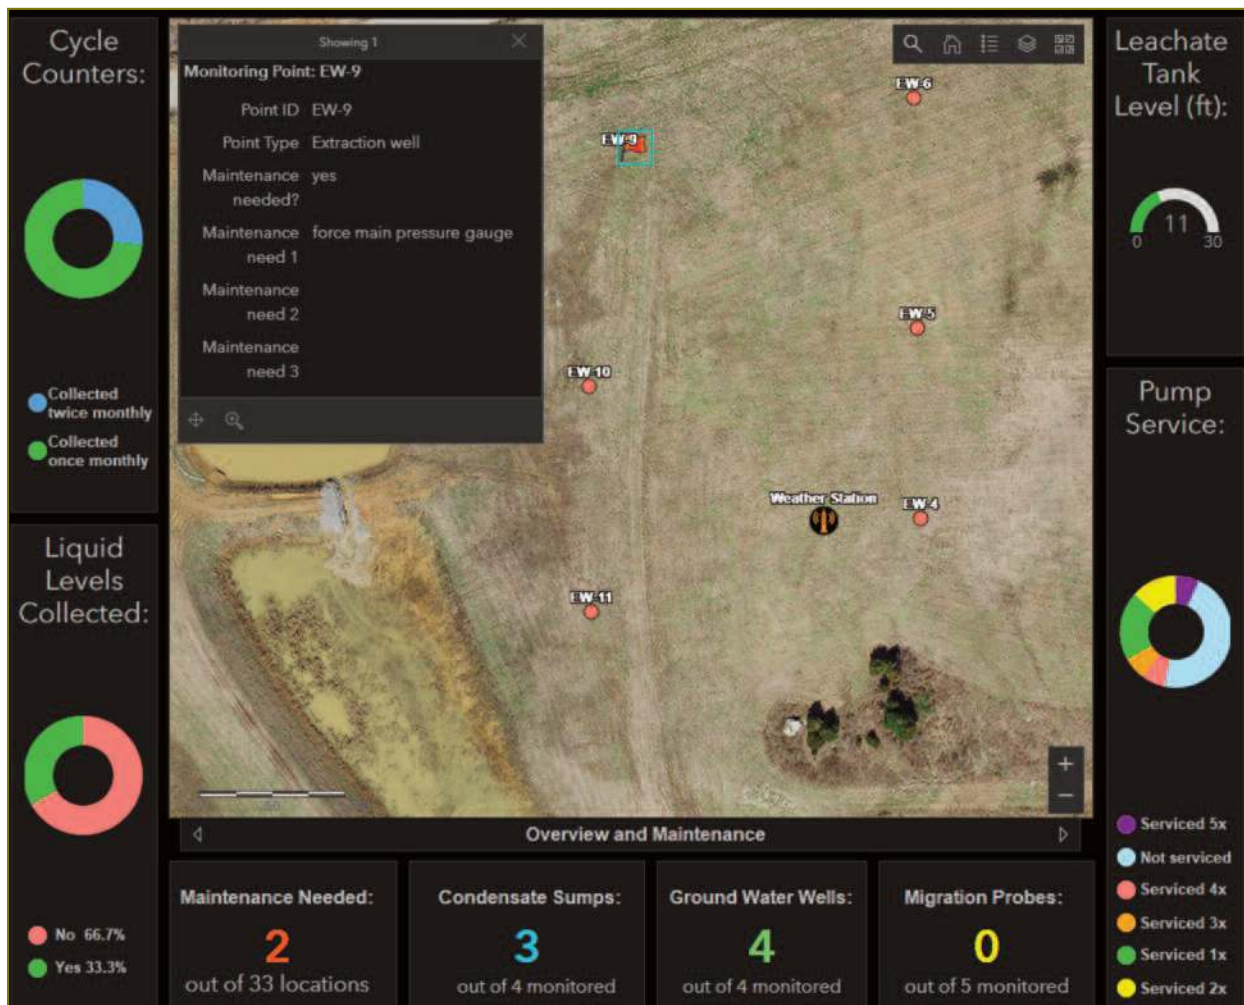 Cycle
Counters:
Collected
twice monthly
Collected
once monthly
Liquid
Levels
Collected:
No 66.7%
Yes 33.3%
Showing 1
Monitoring Point: EW-9
Point ID EW-9
Point Type Extraction well
Maintenance yes
needed?
Maintenance force main pressure gauge
need 1
Maintenance
need 2
Maintenance
need 3
EW-6
EW-9
EW-5
EW-10
Weather Station
EW-4
EW-11
50
+
−
Overview and Maintenance
Maintenance Needed:
2
out of 33 locations
Condensate Sumps:
3
out of 4 monitored
Ground Water Wells:
4
out of 4 monitored
Migration Probes:
0
out of 5 monitored
Leachate
Tank
Level (ft):
11
0 30
Pump
Service:
Serviced 5x
Not serviced
Serviced 4x
Serviced 3x
Serviced 1x
Serviced 2x